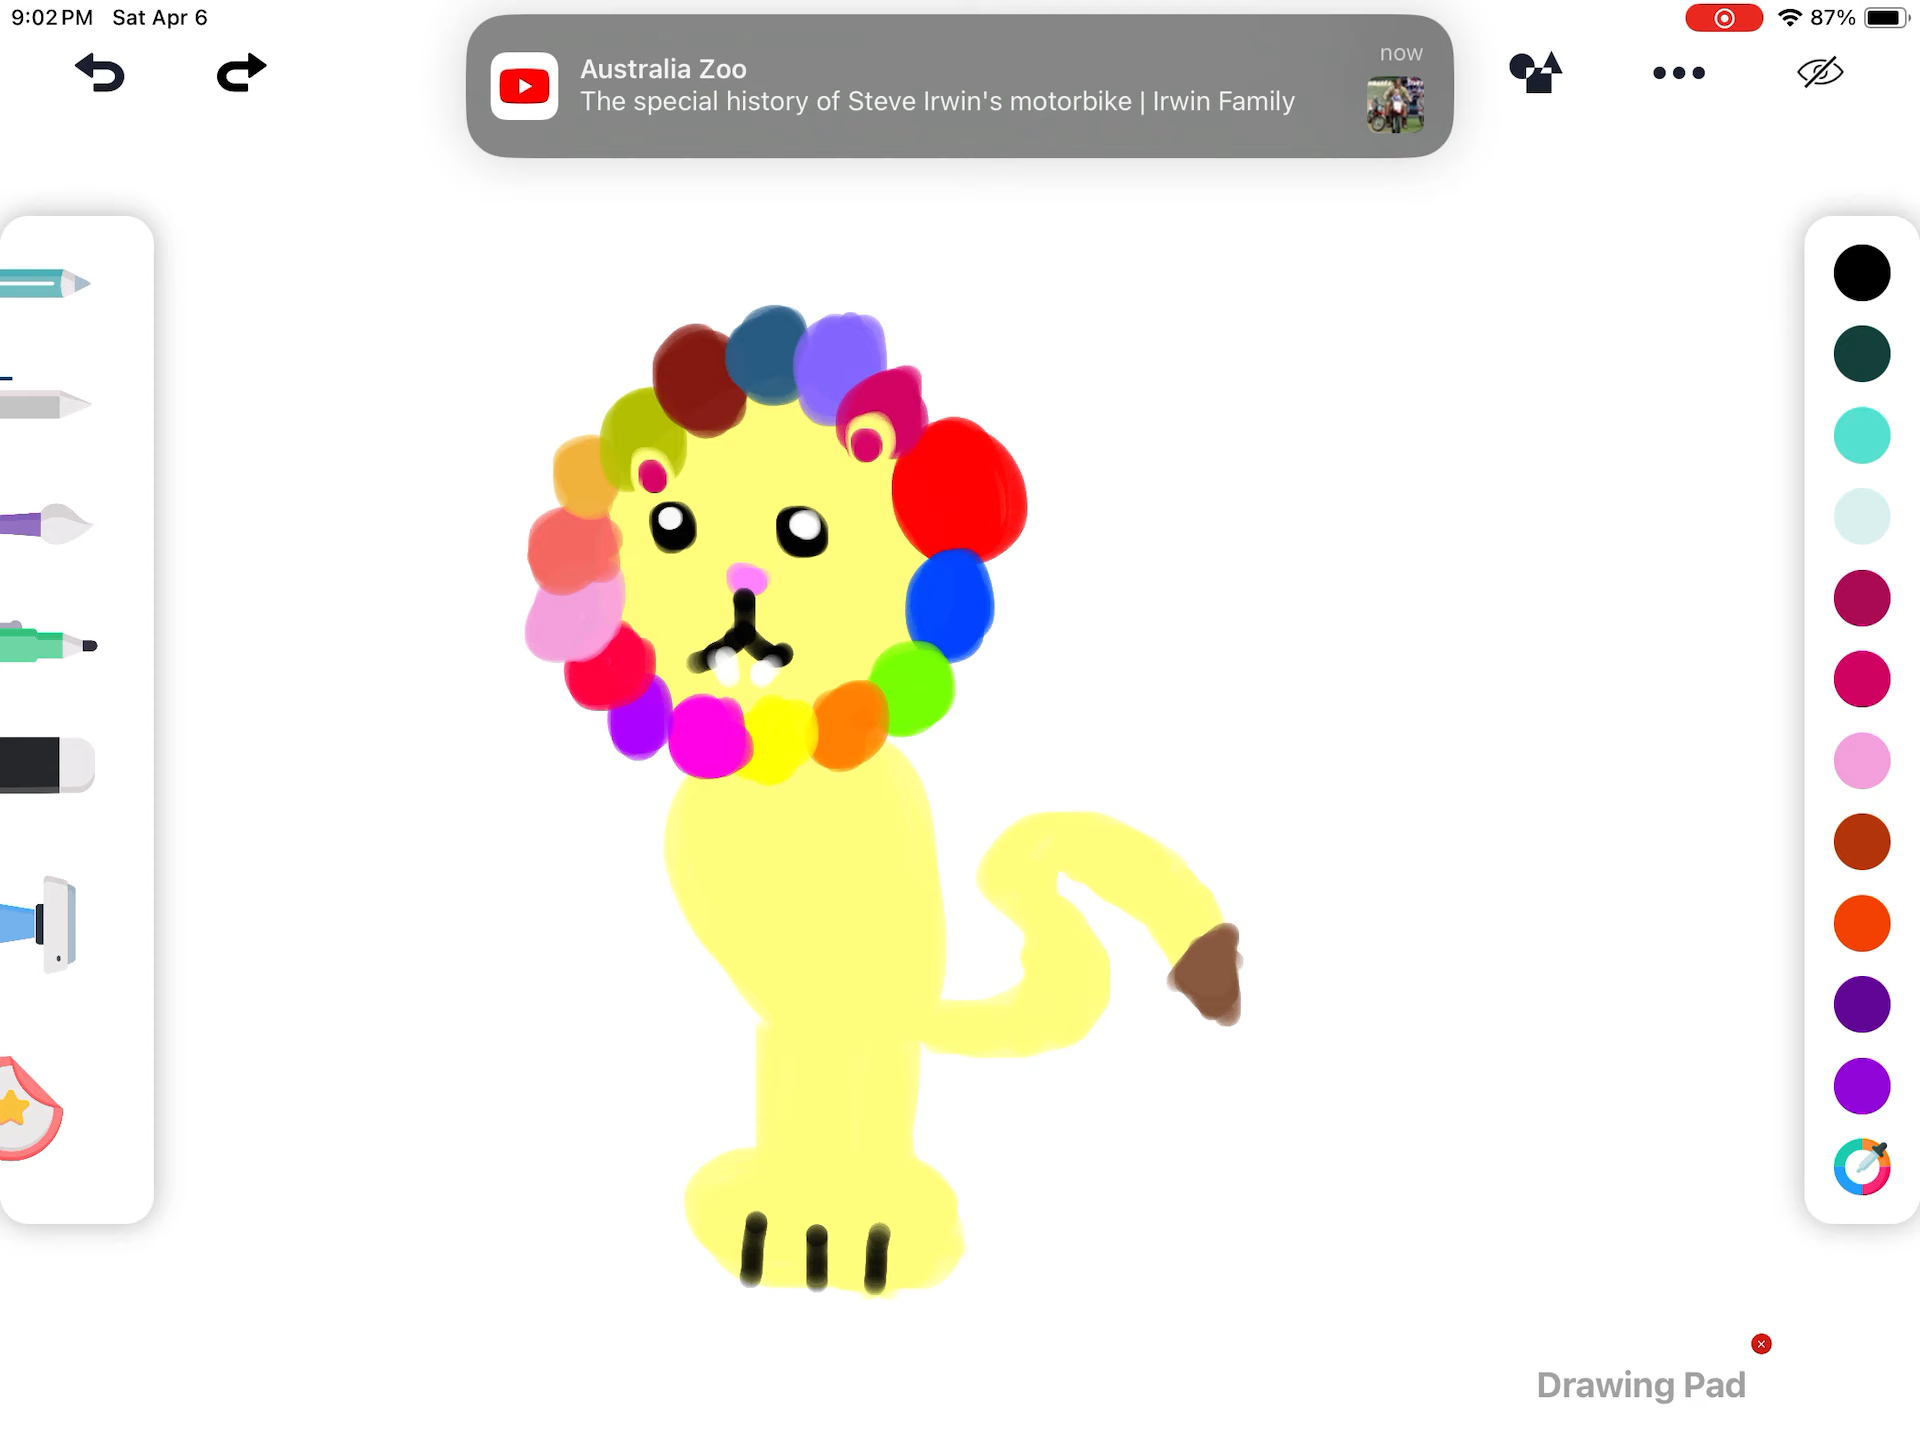 9:02 PM Sat Apr 6
87%
Australia Zoo
now
The special history of Steve Irwin's motorbike | Irwin Family
Drawing Pad